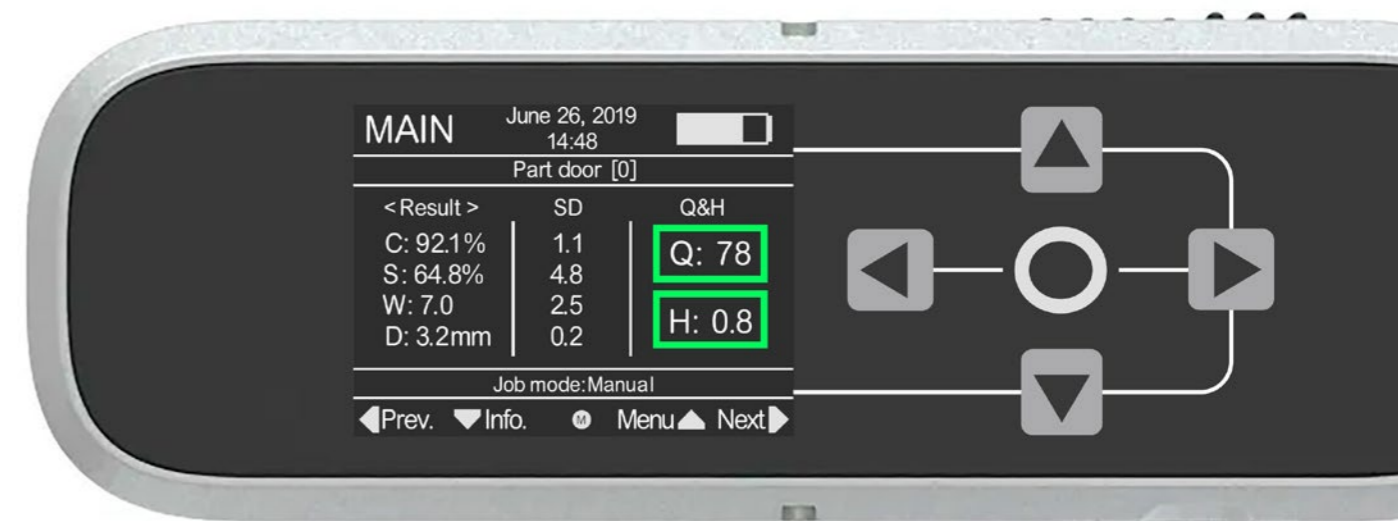 MAIN
June 26, 2019
14:48
Part door [0]
<Result> SD Q&H
C: 92.1% 1.1 Q: 78
S: 64.8% 4.8
W: 7.0 2.5 H: 0.8
D: 3.2mm 0.2
Job mode:Manual
Prev. Info. M Menu Next